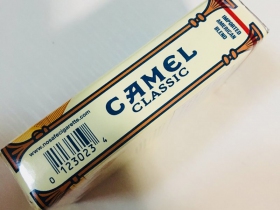 CAMEL
CLASSIC
IMPORTED
AMERICAN
BLEND
www.nosafecigarette.com
0 123023 4